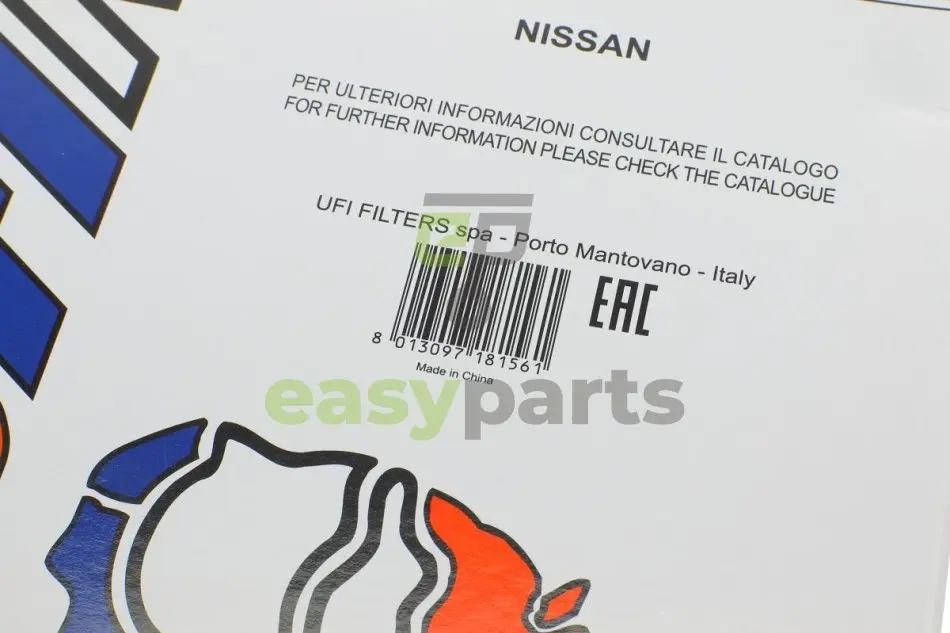 NISSAN
PER ULTERIORI INFORMAZIONI CONSULTARE IL CATALOGO
FOR FURTHER INFORMATION PLEASE CHECK THE CATALOGUE
UFI FILTERS spa - Porto Mantovano - Italy
EAC
8 013097 181561
Made in China
easyparts